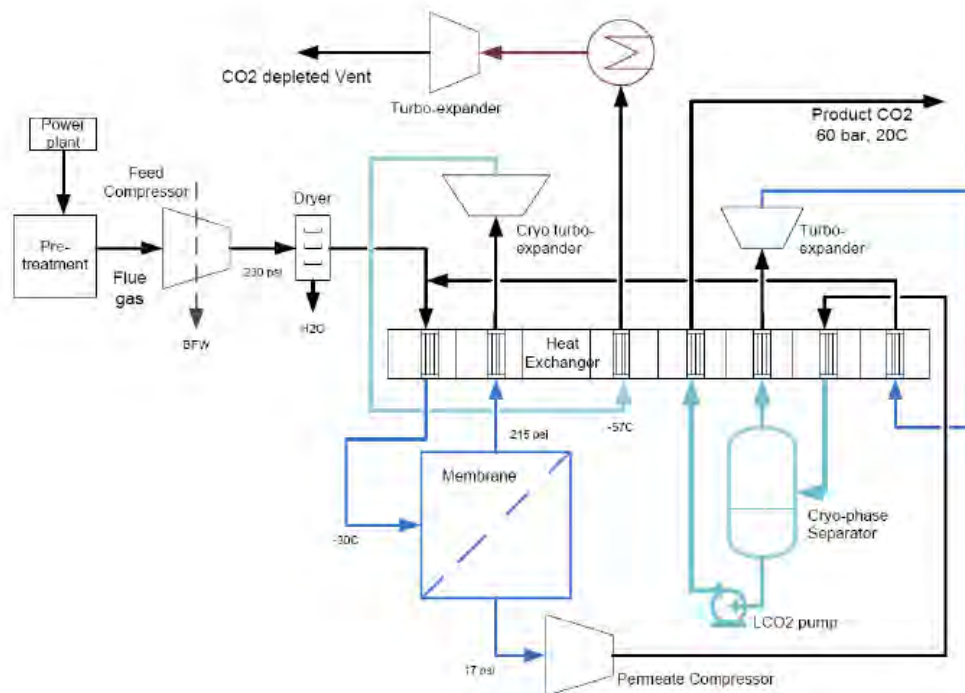 CO2 depleted Vent
Turbo-expander
Product CO2
60 bar, 20C
Power
plant
Feed
Compressor
Dryer
Cryo turbo-
expander
Turbo-
expander
Pre-
treatment
Flue
gas
230 psi
BFW
H2O
Heat
Exchanger
215 psi
-57C
Membrane
Cryo-phase
Separator
-30C
LCO2 pump
17 psi
Permeate Compressor